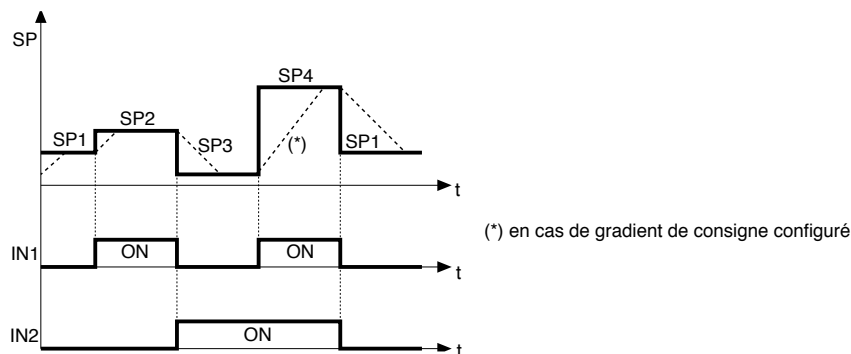 SP
SP4
SP2
SP1
SP3
(*)
SP1
t
(*) en cas de gradient de consigne configuré
IN1
ON
ON
t
IN2
ON
t